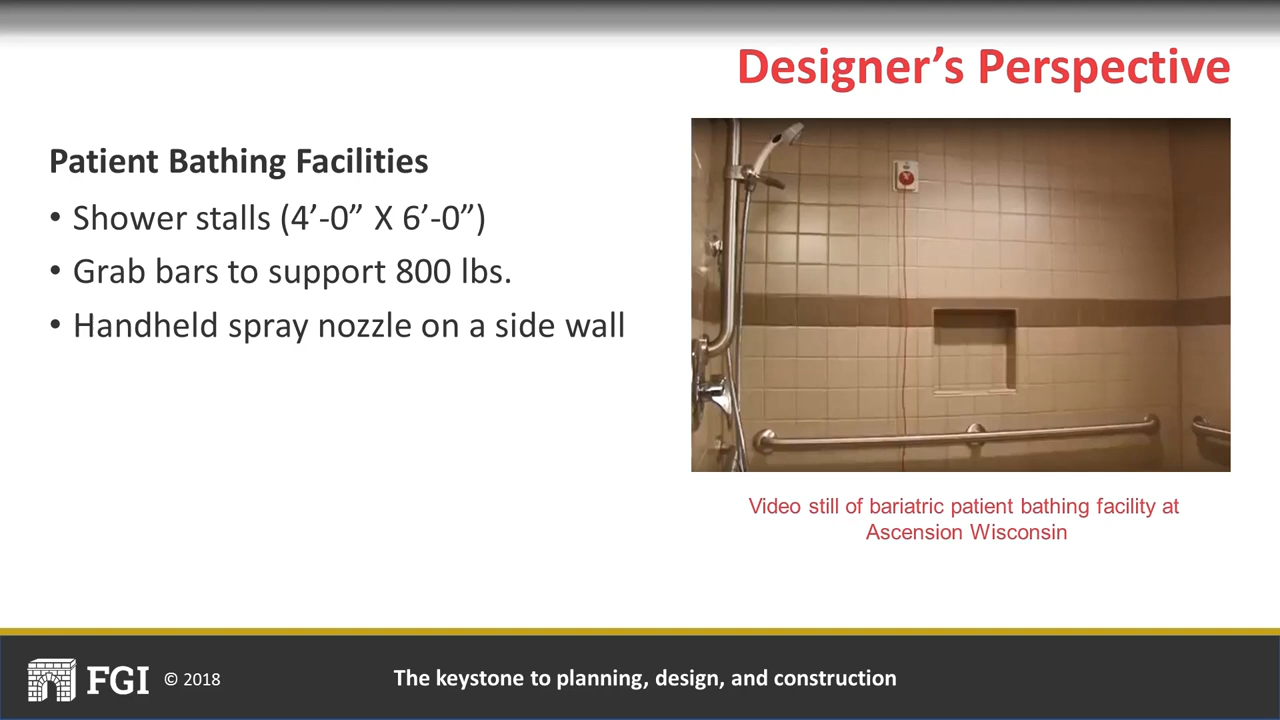 Designer’s Perspective
Patient Bathing Facilities
• Shower stalls (4’-0” X 6’-0”)
• Grab bars to support 800 lbs.
• Handheld spray nozzle on a side wall
Video still of bariatric patient bathing facility at
Ascension Wisconsin
FGI © 2018
The keystone to planning, design, and construction